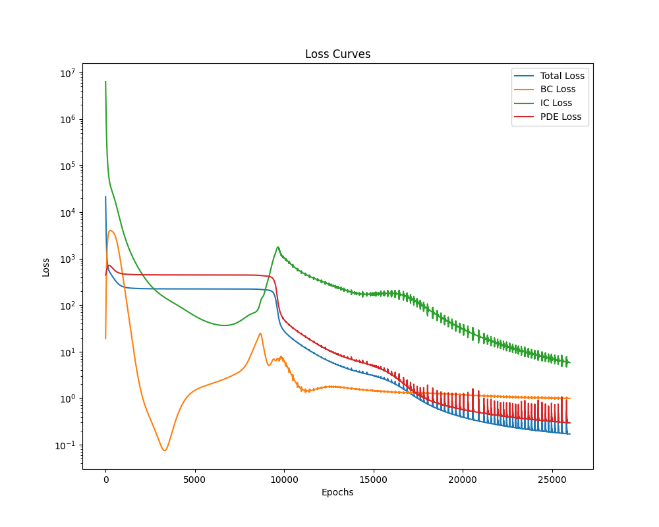 Loss Curves
Total Loss
BC Loss
IC Loss
PDE Loss
Loss
10⁷
10⁶
10⁵
10⁴
10³
10²
10¹
10⁰
10⁻¹
0 5000 10000 15000 20000 25000
Epochs